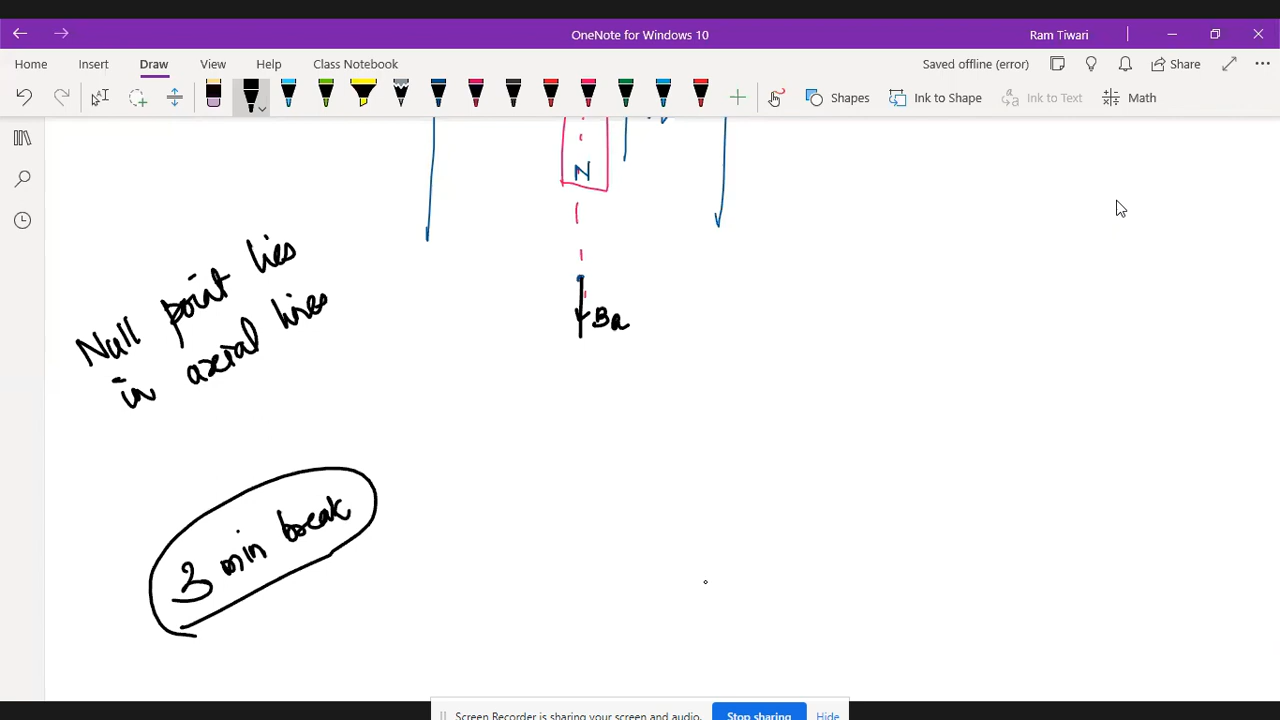 OneNote for Windows 10
Ram Tiwari
Home Insert Draw View Help Class Notebook
Saved offline (error) Share
Shapes Ink to Shape Ink to Text Math
N
Null point lies
in axial lines
Ba
3 min break
Screen Recorder is sharing your screen and audio. Stop sharing Hide